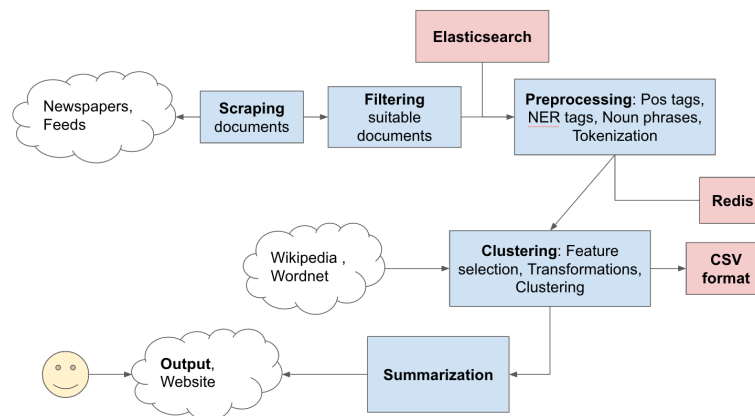 Elasticsearch
Newspapers,
Feeds
Scraping
documents
Filtering
suitable
documents
Preprocessing: Pos tags,
NER tags, Noun phrases,
Tokenization
Redis
Wikipedia ,
Wordnet
Clustering: Feature
selection, Transformations,
Clustering
CSV
format
Output,
Website
Summarization